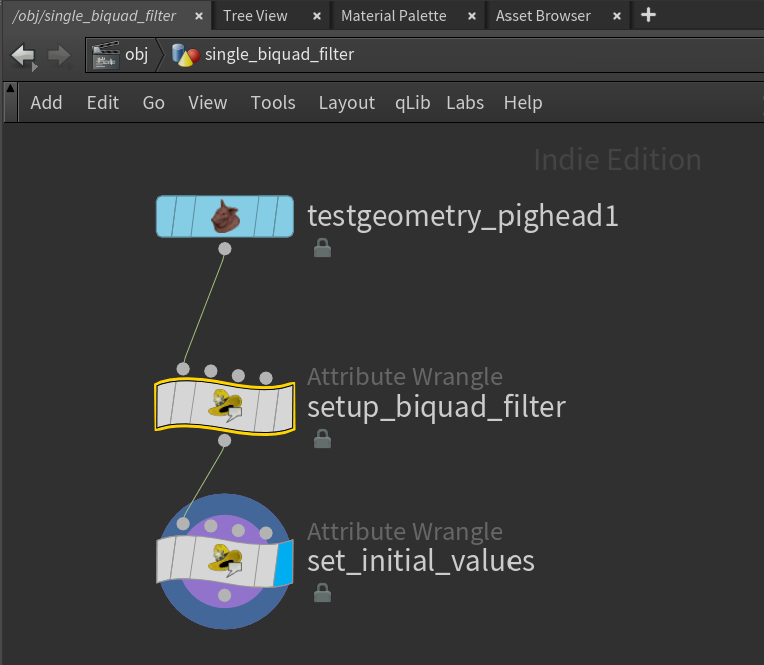 /obj/single_biquad_filter × Tree View × Material Palette × Asset Browser × +
obj single_biquad_filter
Add Edit Go View Tools Layout qLib Labs Help
Indie Edition
testgeometry_pighead1
Attribute Wrangle
setup_biquad_filter
Attribute Wrangle
set_initial_values